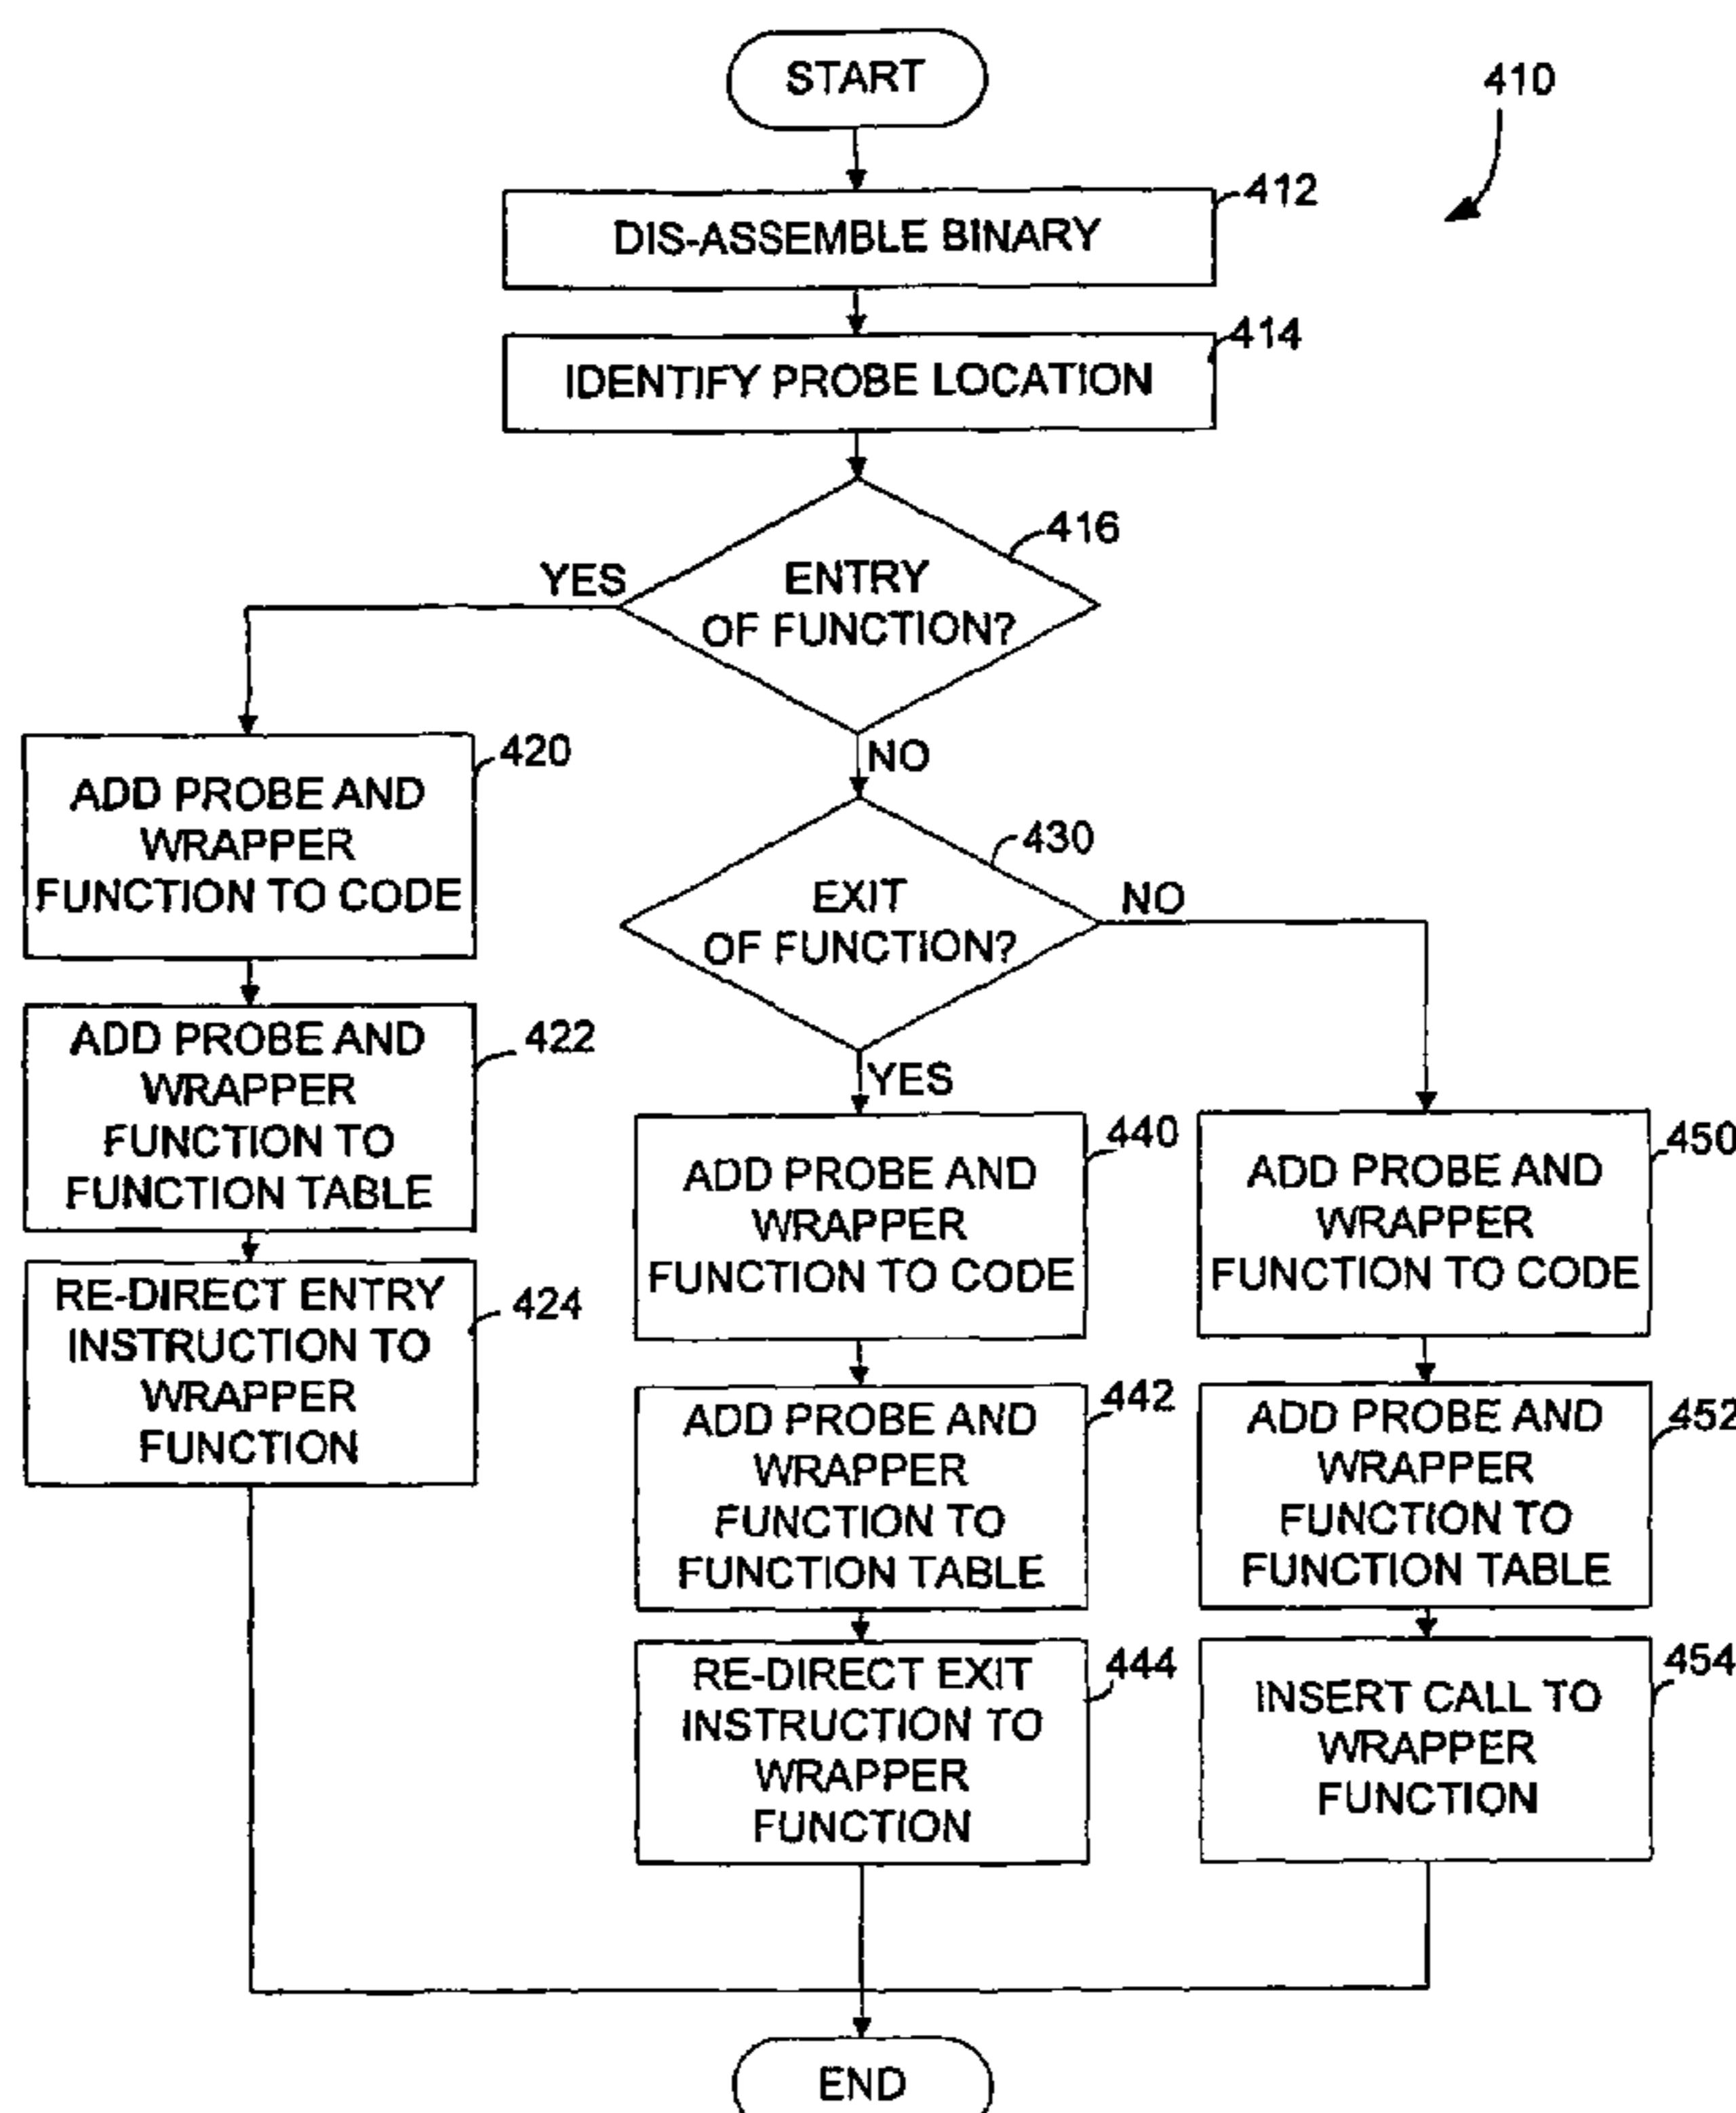 START
410
412
DIS-ASSEMBLE BINARY
414
IDENTIFY PROBE LOCATION
416
ENTRY
OF FUNCTION?
YES
NO
420
ADD PROBE AND
WRAPPER
FUNCTION TO CODE
422
ADD PROBE AND
WRAPPER
FUNCTION TO
FUNCTION TABLE
424
RE-DIRECT ENTRY
INSTRUCTION TO
WRAPPER
FUNCTION
430
EXIT
OF FUNCTION?
NO
YES
440
ADD PROBE AND
WRAPPER
FUNCTION TO CODE
442
ADD PROBE AND
WRAPPER
FUNCTION TO
FUNCTION TABLE
444
RE-DIRECT EXIT
INSTRUCTION TO
WRAPPER
FUNCTION
450
ADD PROBE AND
WRAPPER
FUNCTION TO CODE
452
ADD PROBE AND
WRAPPER
FUNCTION TO
FUNCTION TABLE
454
INSERT CALL TO
WRAPPER
FUNCTION
END